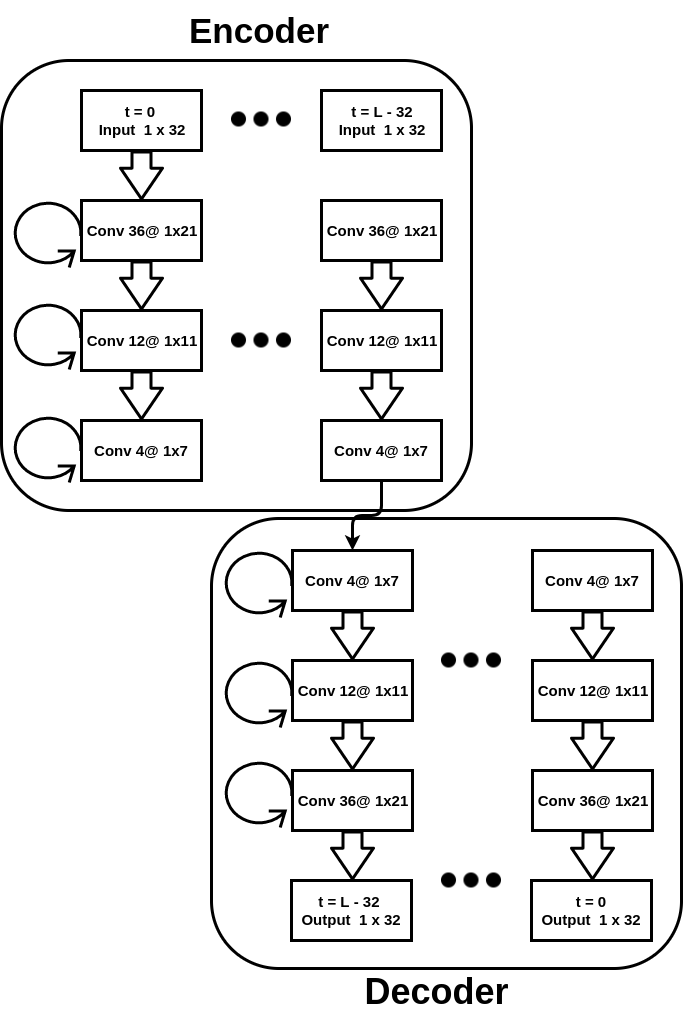 Encoder
t = 0
Input  1 x 32
t = L - 32
Input  1 x 32
Conv 36@ 1x21
Conv 36@ 1x21
Conv 12@ 1x11
Conv 12@ 1x11
Conv 4@ 1x7
Conv 4@ 1x7
Conv 4@ 1x7
Conv 4@ 1x7
Conv 12@ 1x11
Conv 12@ 1x11
Conv 36@ 1x21
Conv 36@ 1x21
t = L - 32
Output  1 x 32
t = 0
Output  1 x 32
Decoder